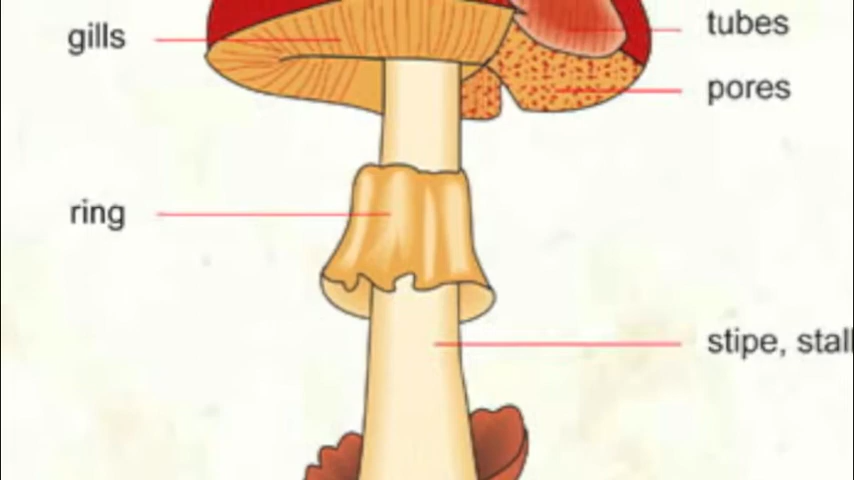 gills
tubes
pores
ring
stipe, stall